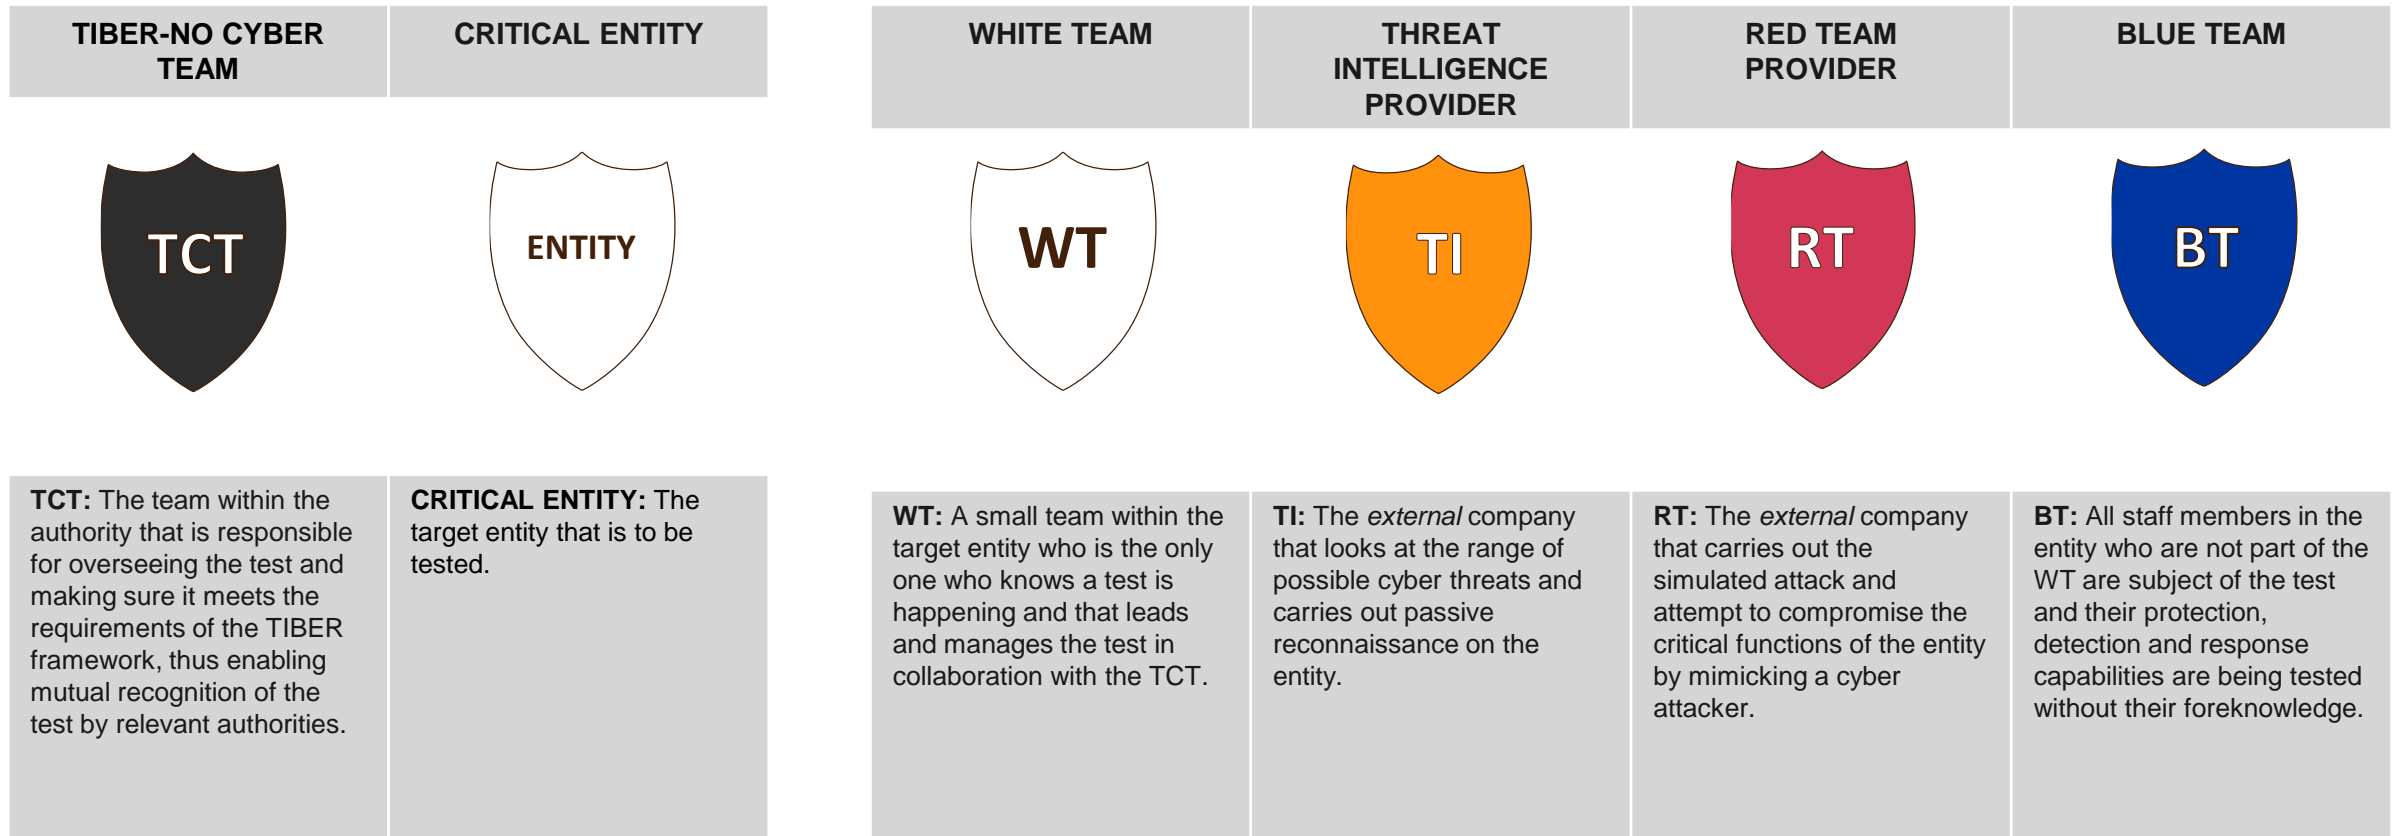 TIBER-NO CYBER
TEAM
CRITICAL ENTITY
WHITE TEAM
THREAT
INTELLIGENCE
PROVIDER
RED TEAM
PROVIDER
BLUE TEAM
TCT
ENTITY
WT
TI
RT
BT
TCT: The team within the
authority that is responsible
for overseeing the test and
making sure it meets the
requirements of the TIBER
framework, thus enabling
mutual recognition of the
test by relevant authorities.
CRITICAL ENTITY: The
target entity that is to be
tested.
WT: A small team within the
target entity who is the only
one who knows a test is
happening and that leads
and manages the test in
collaboration with the TCT.
TI: The external company
that looks at the range of
possible cyber threats and
carries out passive
reconnaissance on the
entity.
RT: The external company
that carries out the
simulated attack and
attempt to compromise the
critical functions of the entity
by mimicking a cyber
attacker.
BT: All staff members in the
entity who are not part of the
WT are subject of the test
and their protection,
detection and response
capabilities are being tested
without their foreknowledge.